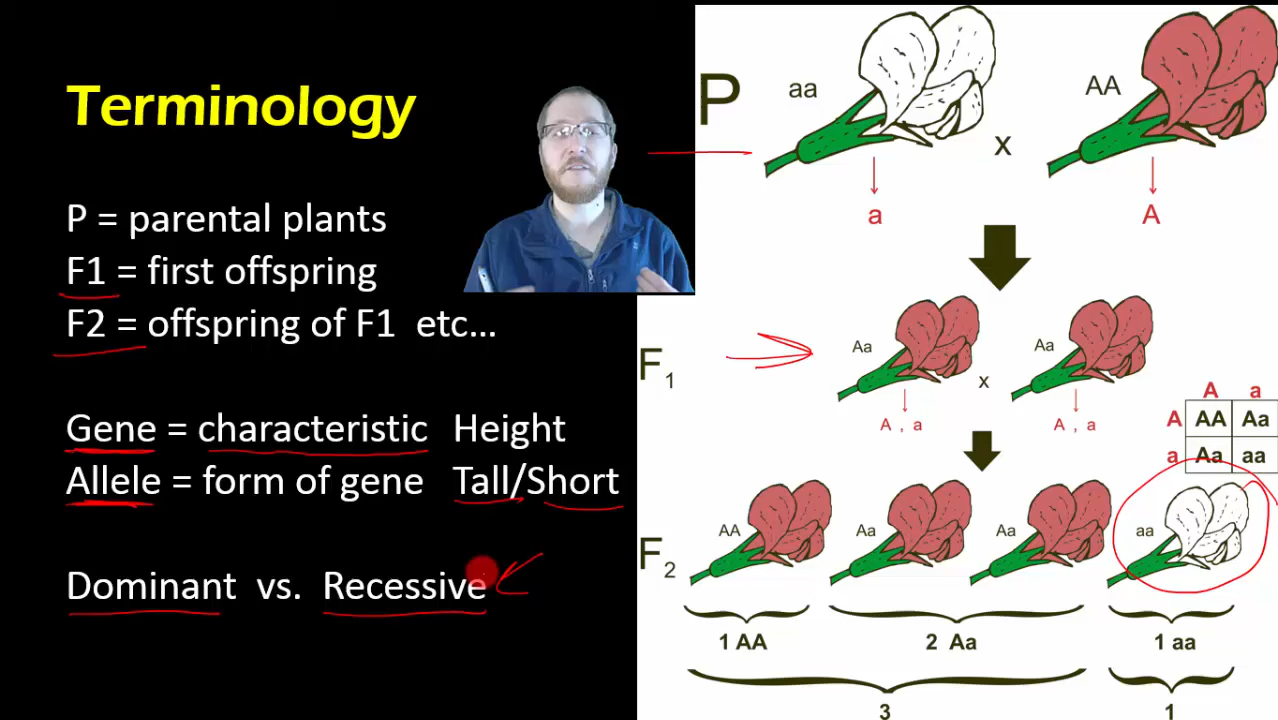 Terminology
P = parental plants
F1 = first offspring
F2 = offspring of F1 etc...
Gene = characteristic Height
Allele = form of gene Tall/Short
Dominant vs. Recessive
P
aa
x
AA
a
A
F1
Aa
x
Aa
A , a
A , a
A a
A AA Aa
a Aa aa
F2
AA
Aa
Aa
aa
1 AA
2 Aa
1 aa
3
1